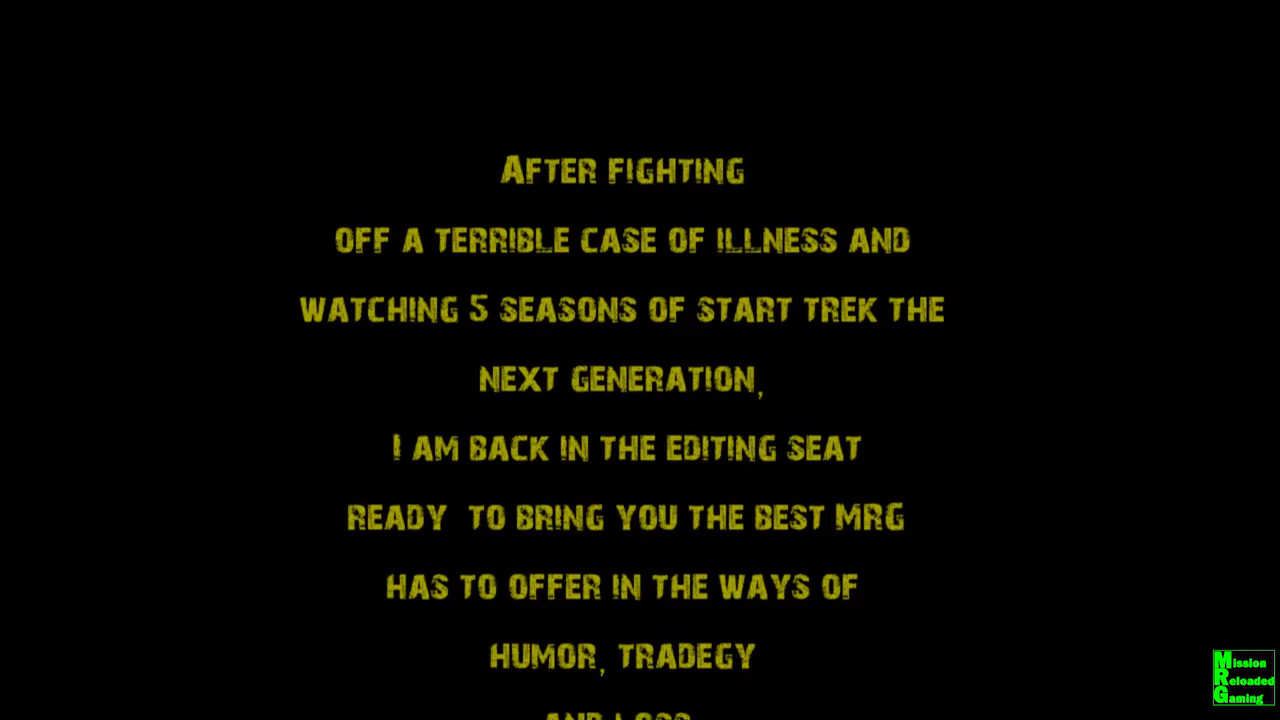 After fighting
off a terrible case of illness and
watching 5 seasons of start trek the
next generation,
I am back in the editing seat
ready to bring you the best MRG
has to offer in the ways of
humor, tradegy
and loss
Mission
Reloaded
Gaming